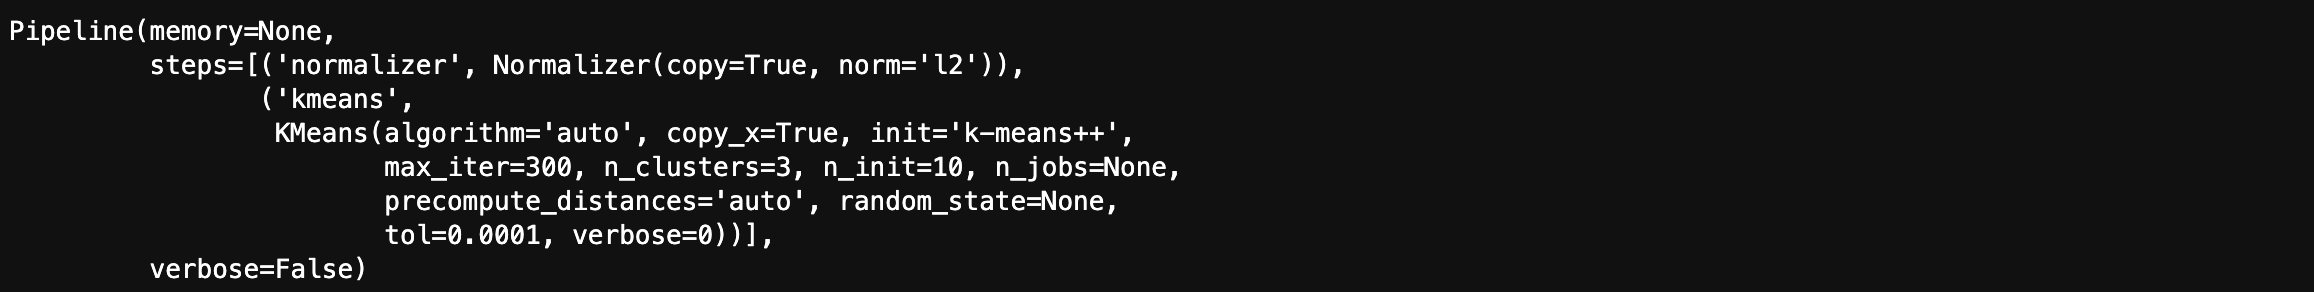 Pipeline(memory=None,
         steps=[('normalizer', Normalizer(copy=True, norm='l2')),
                ('kmeans',
                 KMeans(algorithm='auto', copy_x=True, init='k-means++',
                        max_iter=300, n_clusters=3, n_init=10, n_jobs=None,
                        precompute_distances='auto', random_state=None,
                        tol=0.0001, verbose=0))],
         verbose=False)